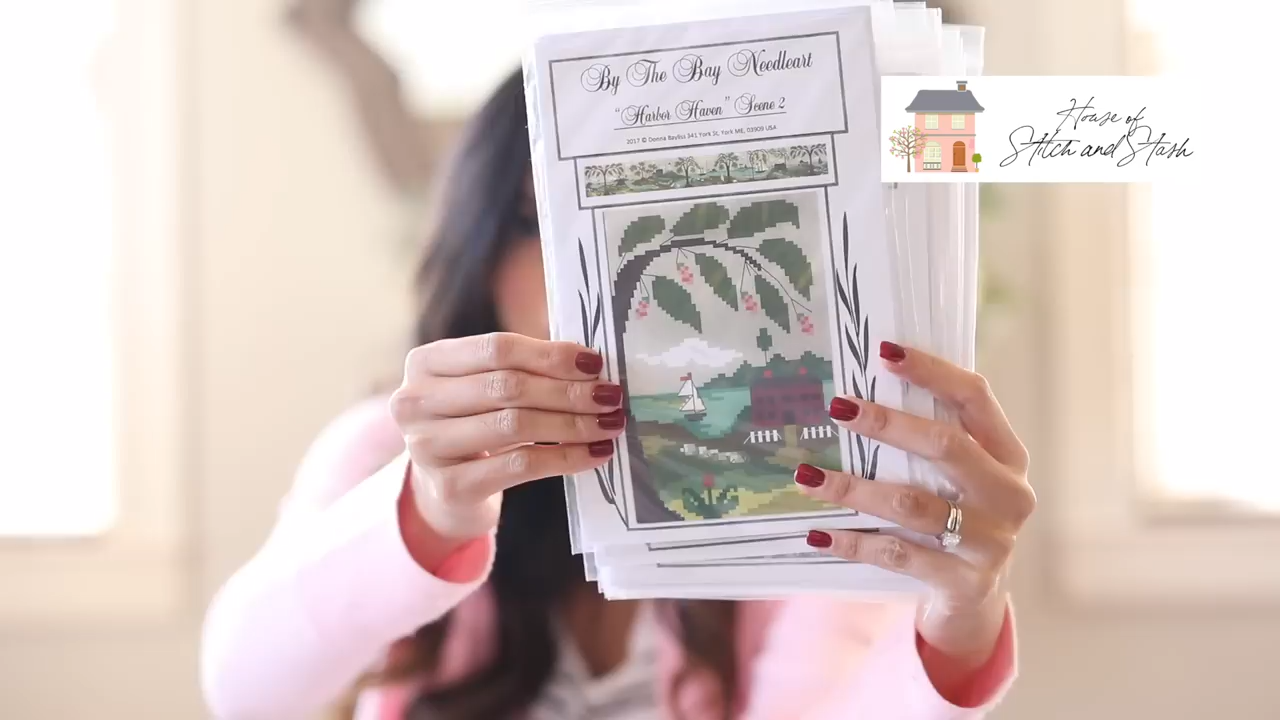 By The Bay Needleart
"Harbor Haven" Scene 2
2017 © Donna Bayliss 341 York St, York ME, 03909 USA
House of
Stitch and Stash